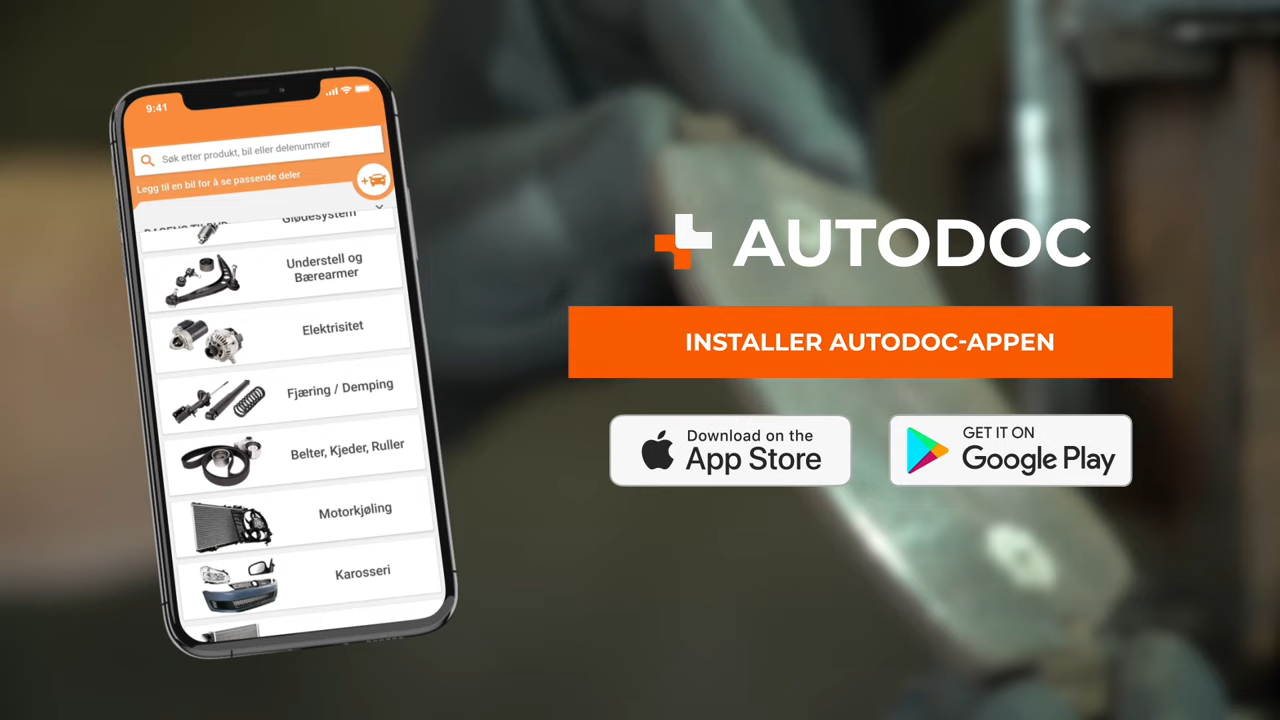 9:41
Søk etter produkt, bil eller delenummer
Legg til en bil for å se passende deler
Glødesystem
Understell og
Bærearmer
Elektrisitet
Fjæring / Demping
Belter, Kjeder, Ruller
Motorkjøling
Karosseri
AUTODOC
INSTALLER AUTODOC-APPEN
Download on the
App Store
GET IT ON
Google Play